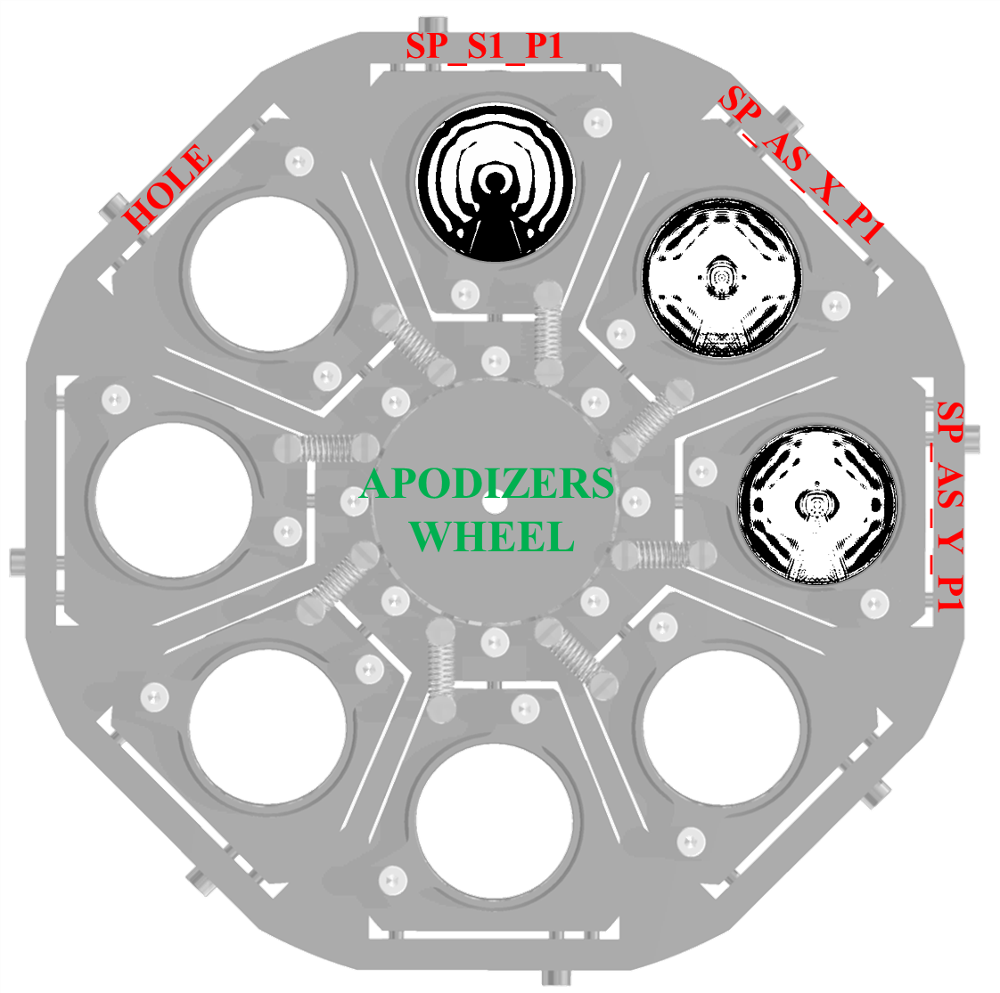 SP_S1_P1
SP_AS_X_P1
HOLE
SP_AS_Y_P1
APODIZERS
WHEEL